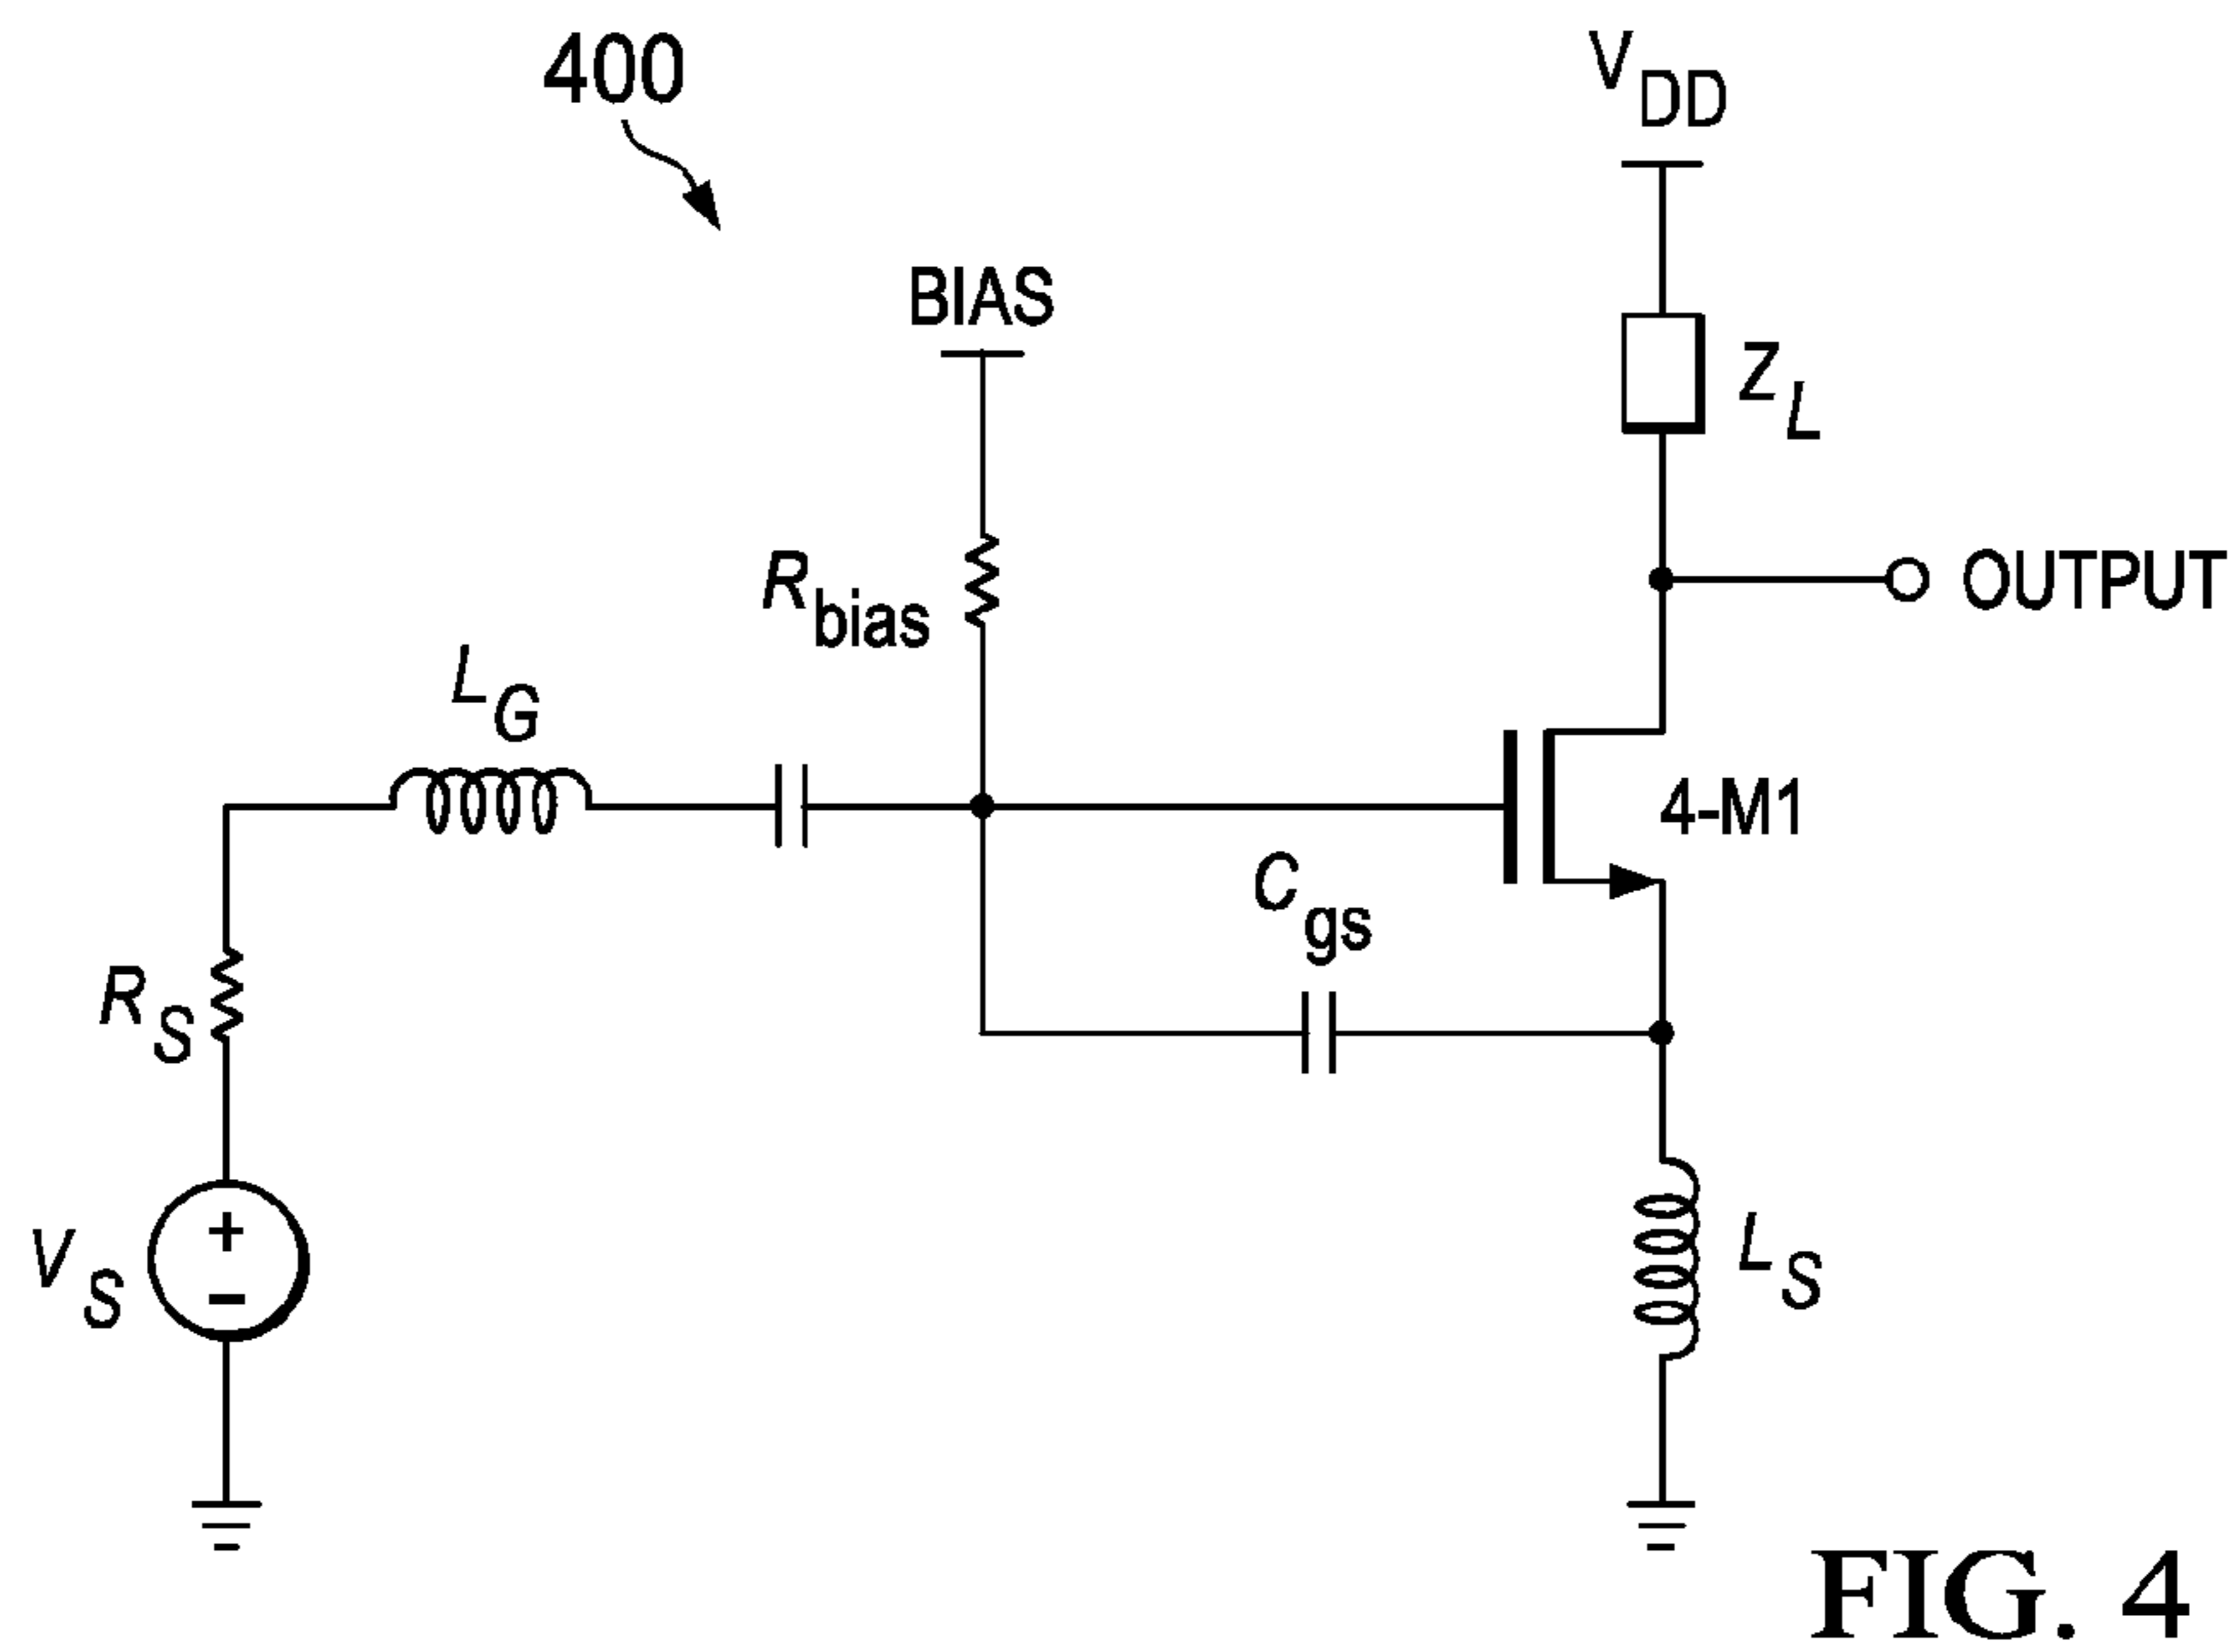 400
VDD
BIAS
ZL
Rbias
OUTPUT
LG
4-M1
Cgs
RS
VS
+
-
LS
FIG. 4